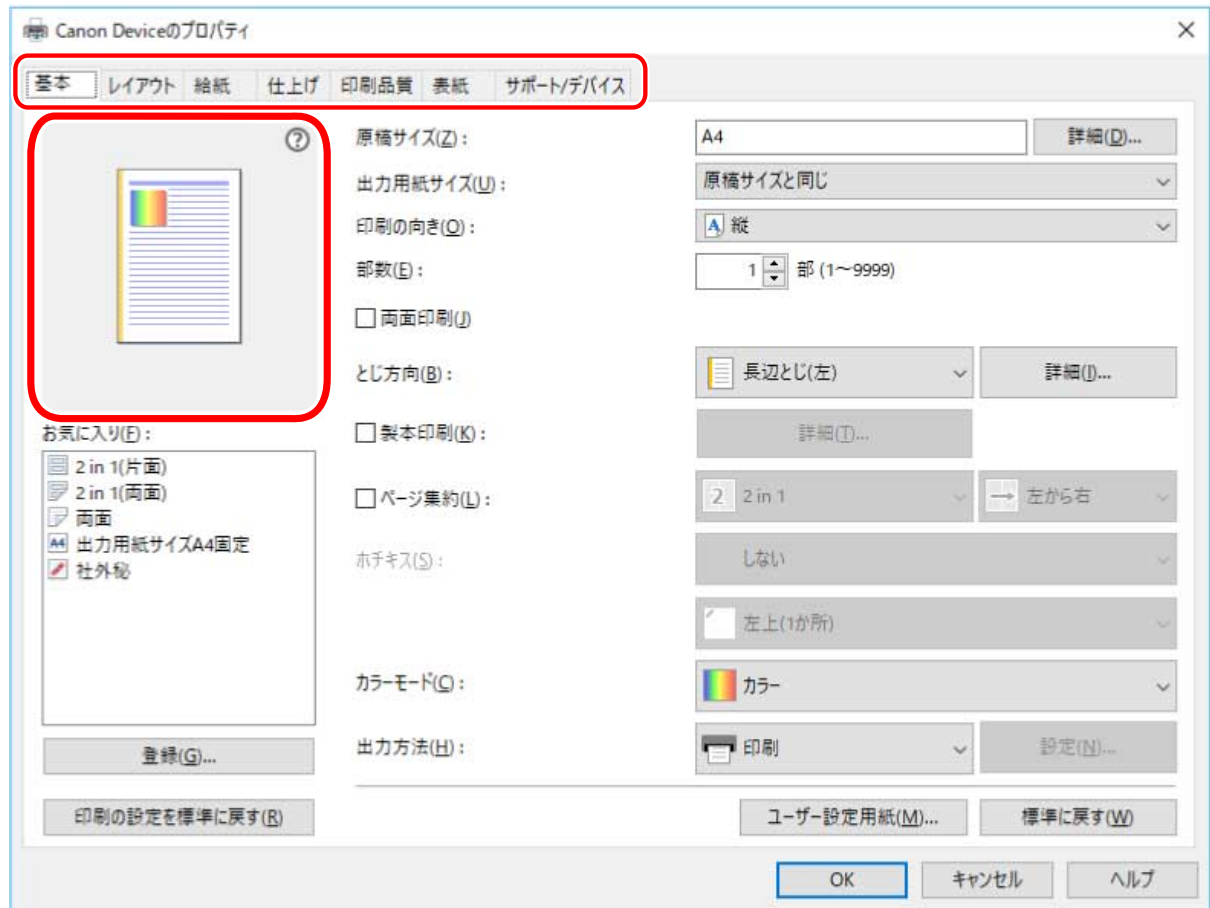 Canon Deviceのプロパティ
基本 レイアウト 給紙 仕上げ 印刷品質 表紙 サポート/デバイス
?
原稿サイズ(Z): A4 詳細(D)...
出力用紙サイズ(U): 原稿サイズと同じ
印刷の向き(O): A 縦
部数(E): 1 部 (1～9999)
両面印刷(J)
とじ方向(B): 長辺とじ(左) 詳細(I)...
お気に入り(F):
2 in 1(片面)
2 in 1(両面)
両面
A4 出力用紙サイズA4固定
社外秘
製本印刷(K): 詳細(T)...
ページ集約(L): 2 2 in 1 左から右
ホチキス(S): しない
左上(1か所)
カラーモード(C): カラー
出力方法(H): 印刷 設定(N)...
登録(G)...
印刷の設定を標準に戻す(R)
ユーザー設定用紙(M)... 標準に戻す(W)
OK キャンセル ヘルプ